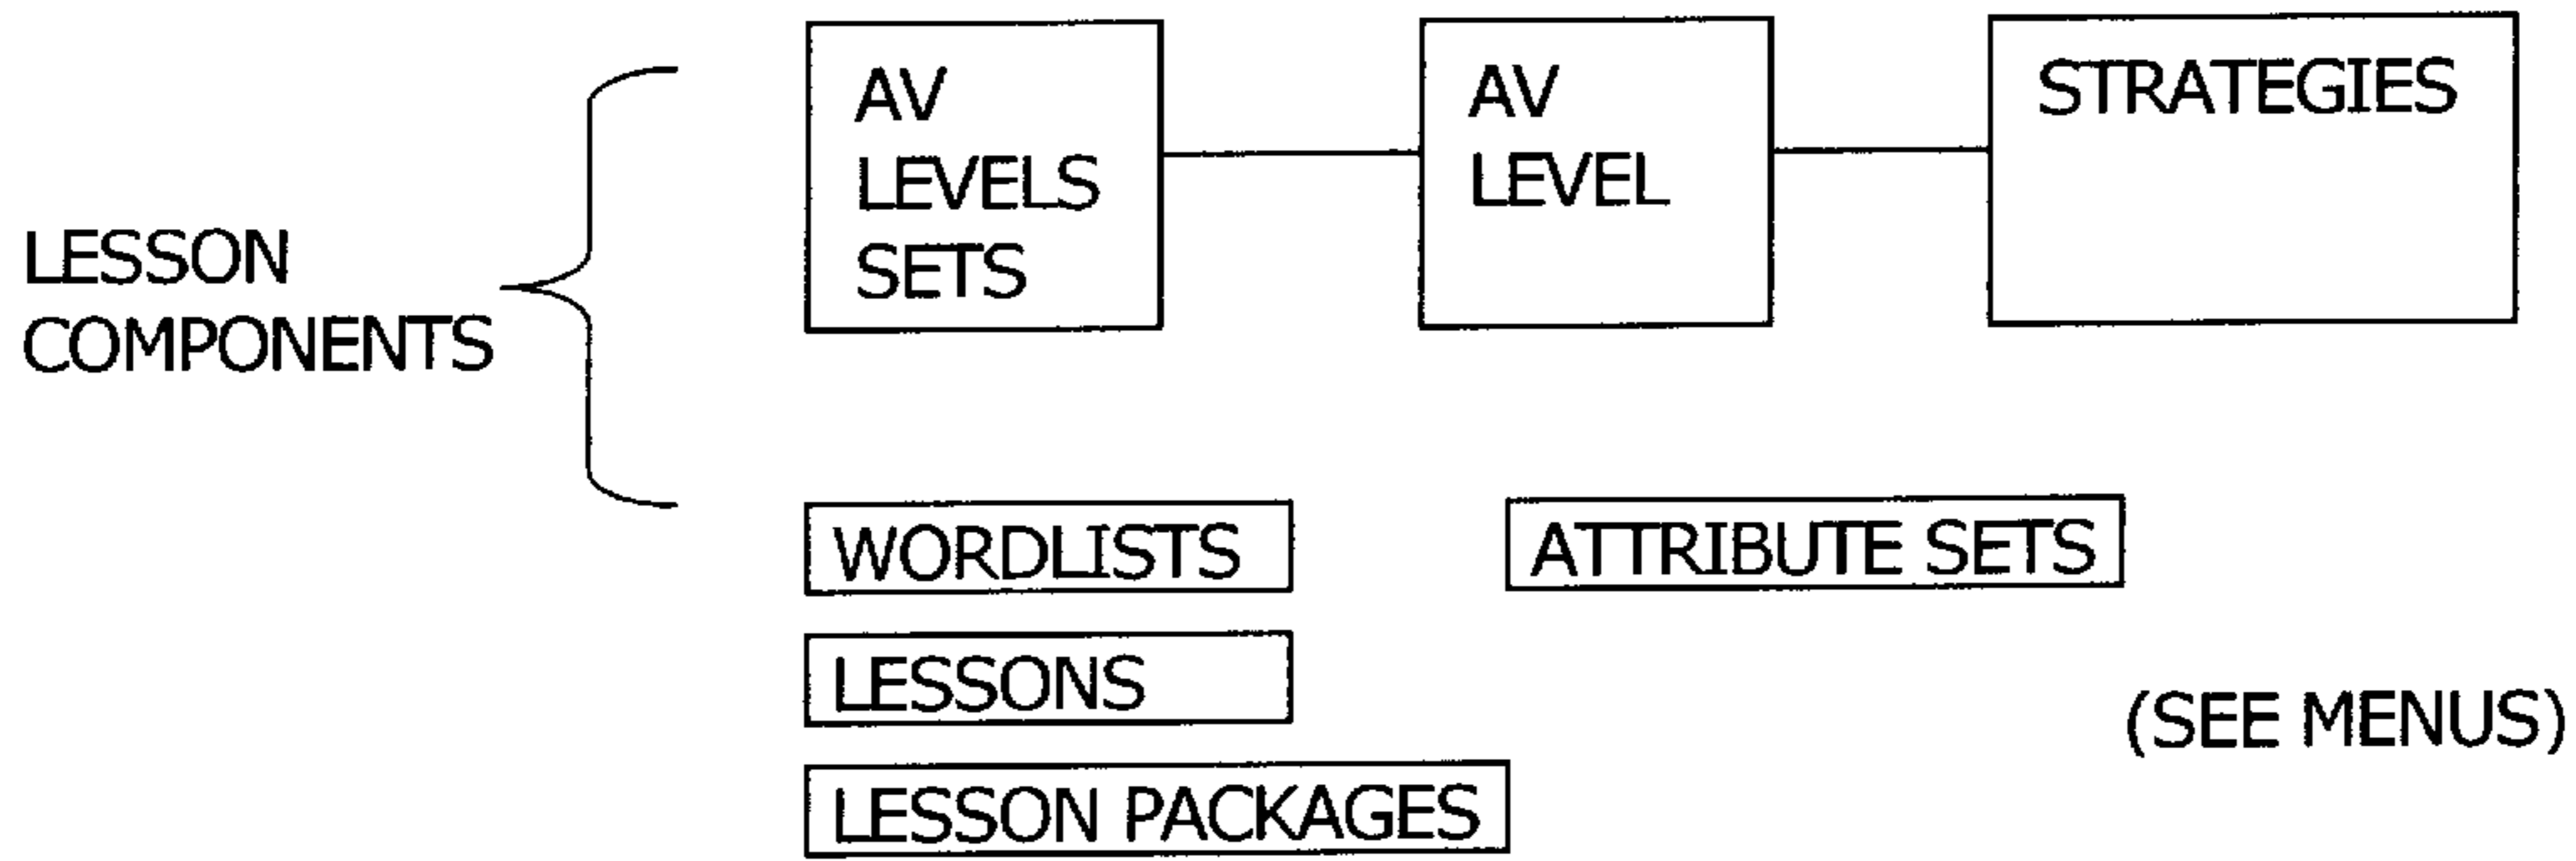 LESSON
COMPONENTS
AV
LEVELS
SETS
AV
LEVEL
STRATEGIES
WORDLISTS
ATTRIBUTE SETS
LESSONS
(SEE MENUS)
LESSON PACKAGES